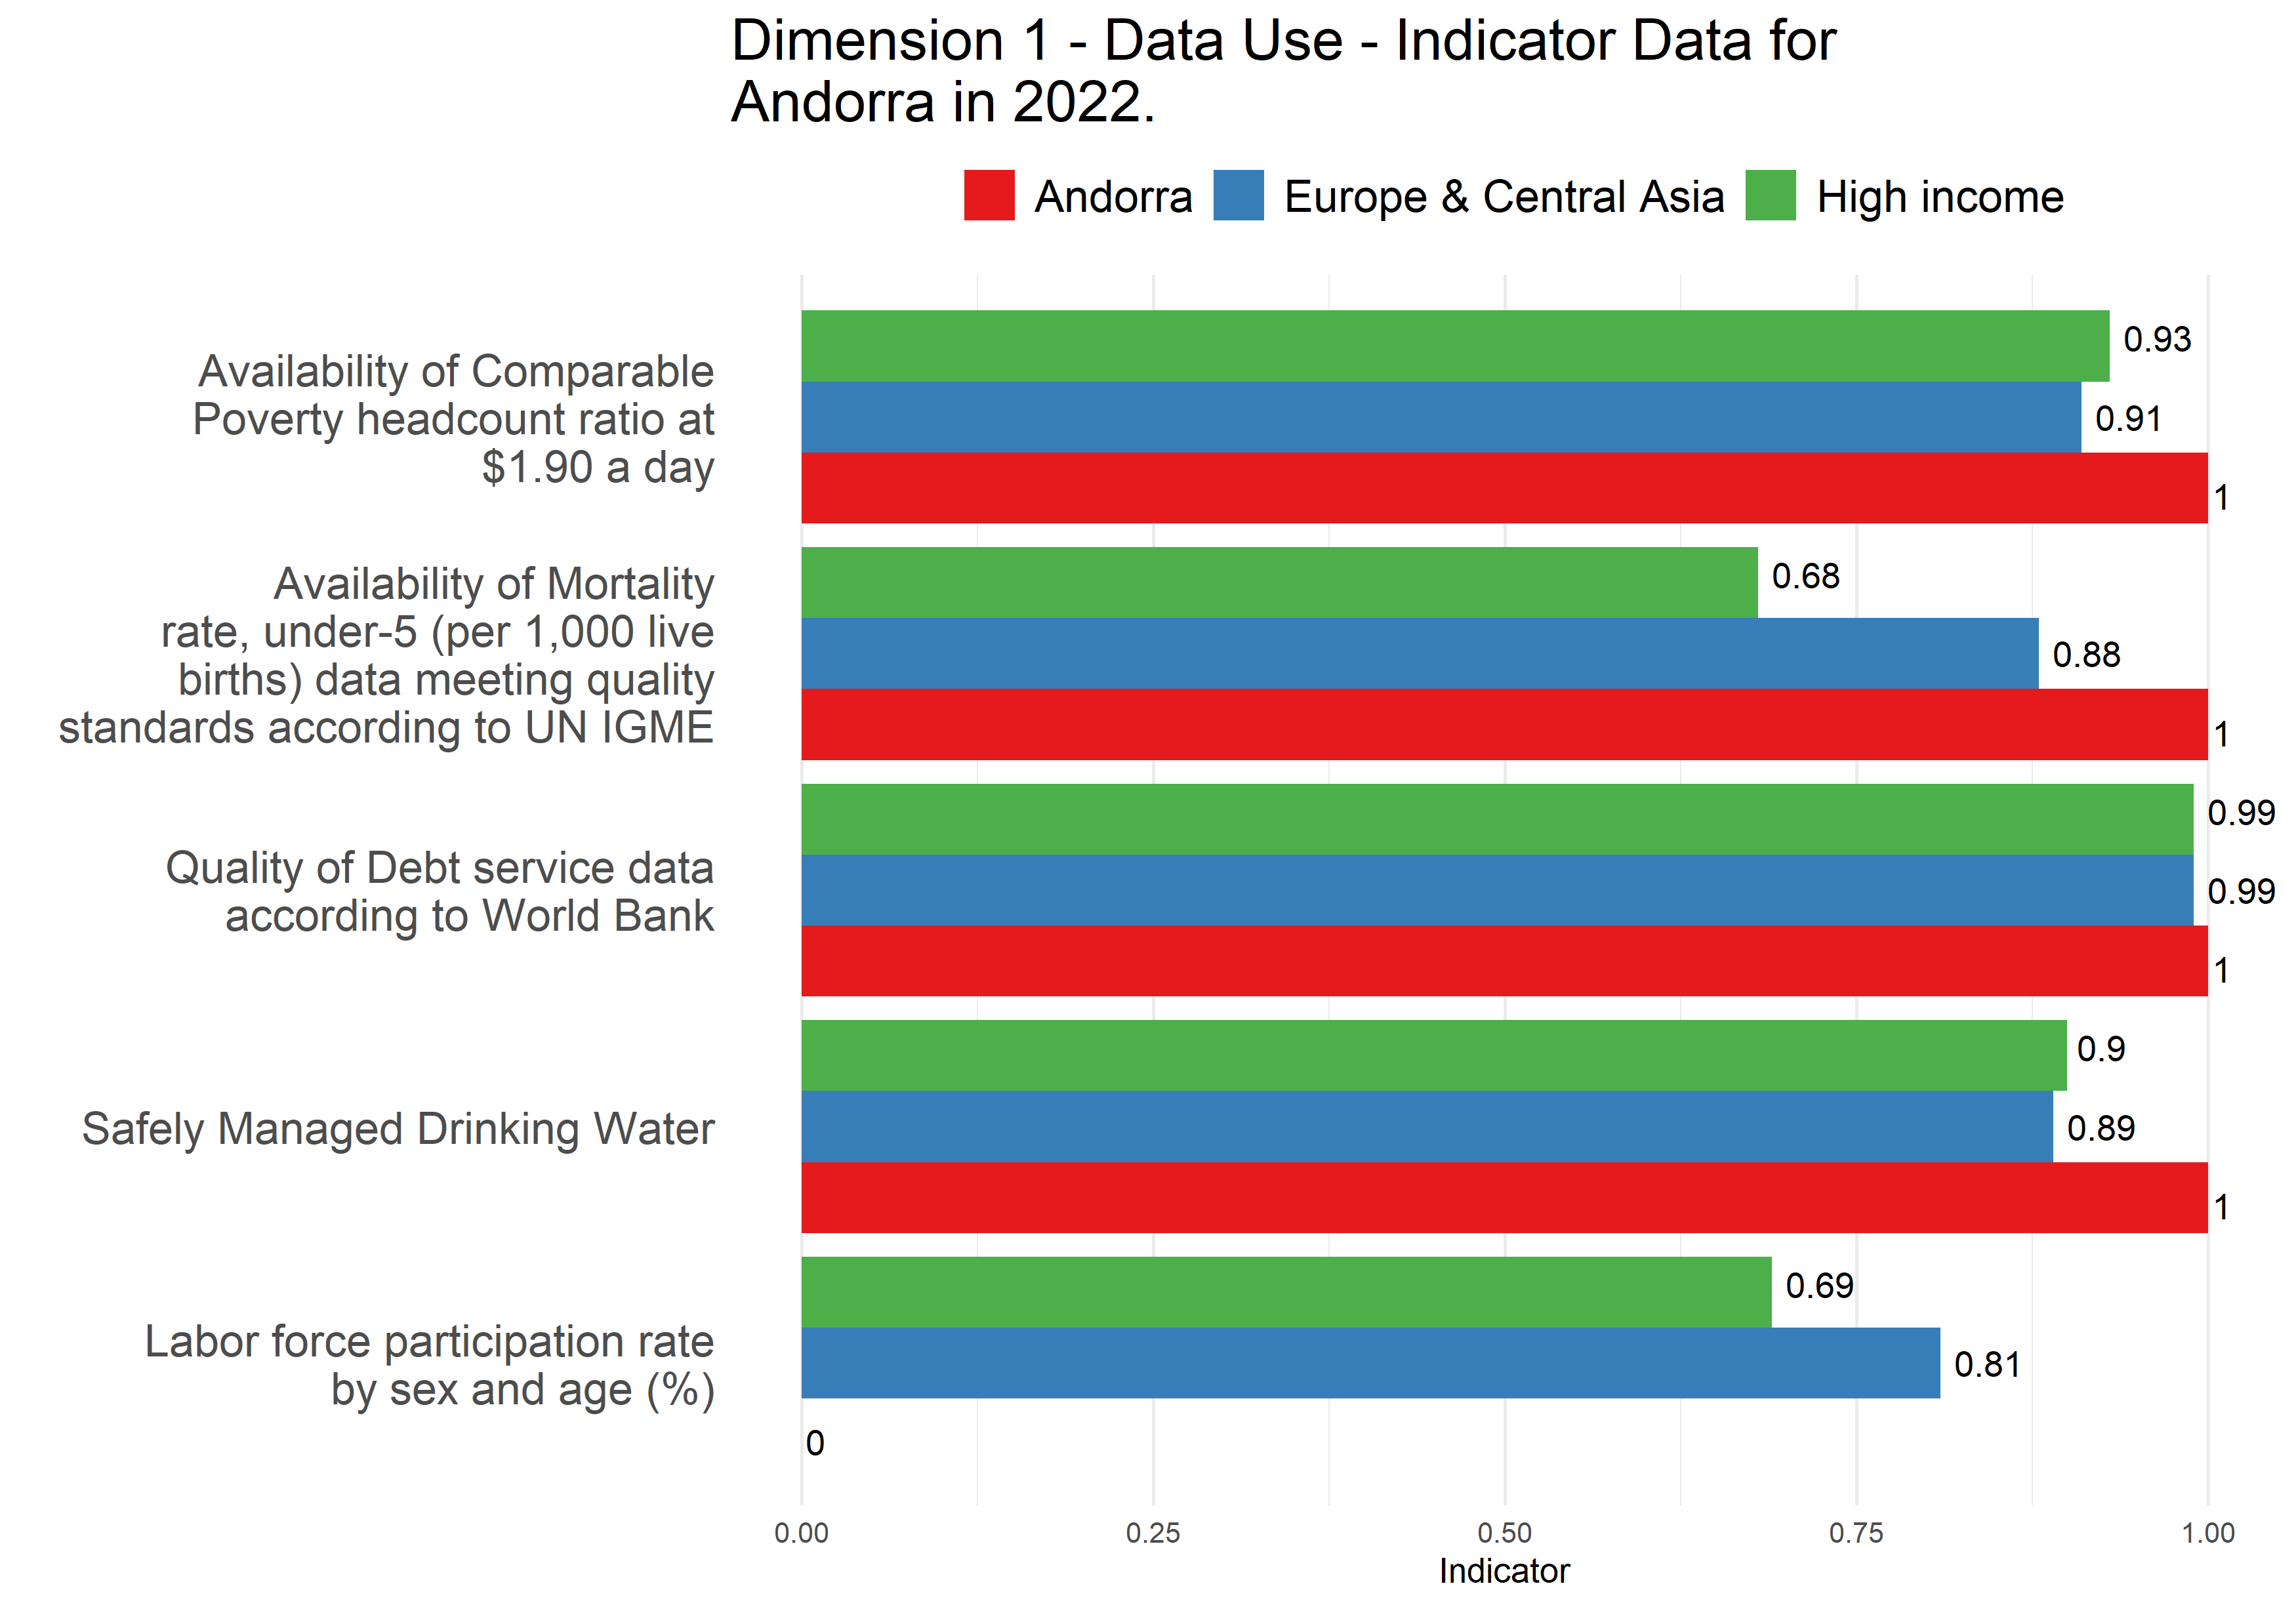 Dimension 1 - Data Use - Indicator Data for
Andorra in 2022.
Andorra Europe & Central Asia High income
Availability of Comparable
Poverty headcount ratio at
$1.90 a day
0.93
0.91
1
Availability of Mortality
rate, under-5 (per 1,000 live
births) data meeting quality
standards according to UN IGME
0.68
0.88
1
Quality of Debt service data
according to World Bank
0.99
0.99
1
Safely Managed Drinking Water
0.9
0.89
1
Labor force participation rate
by sex and age (%)
0.69
0.81
0
0.00 0.25 0.50 0.75 1.00
Indicator